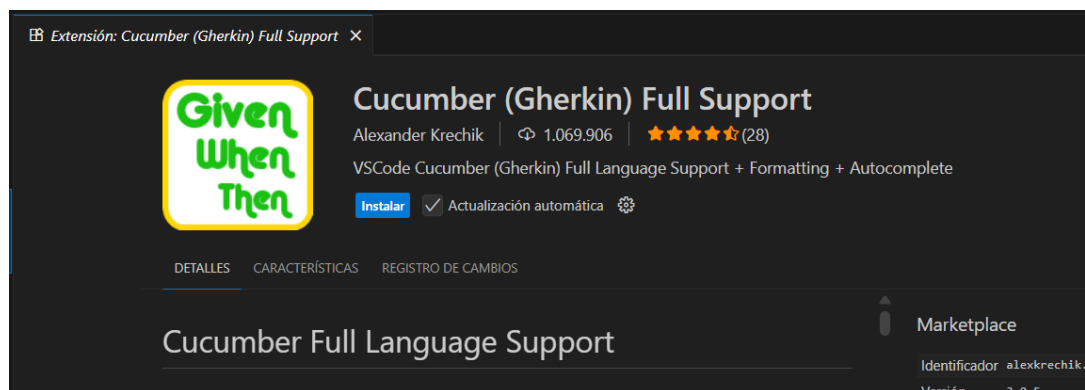 Extensión: Cucumber (Gherkin) Full Support
Given
When
Then
Cucumber (Gherkin) Full Support
Alexander Krechik 1.069.906 (28)
VSCode Cucumber (Gherkin) Full Language Support + Formatting + Autocomplete
Instalar Actualización automática
DETALLES CARACTERÍSTICAS REGISTRO DE CAMBIOS
Cucumber Full Language Support
Marketplace
Identificador alexkrechik.